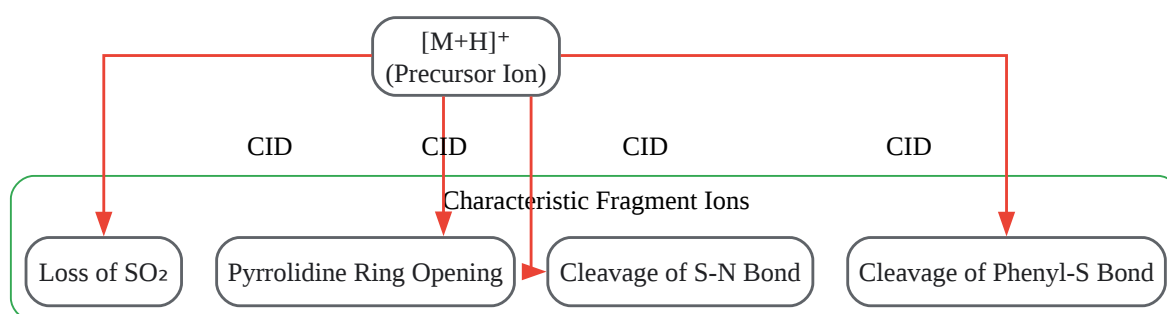 [M+H]⁺
(Precursor Ion)
CID CID CID CID
Characteristic Fragment Ions
Loss of SO₂ Pyrrolidine Ring Opening Cleavage of S-N Bond Cleavage of Phenyl-S Bond